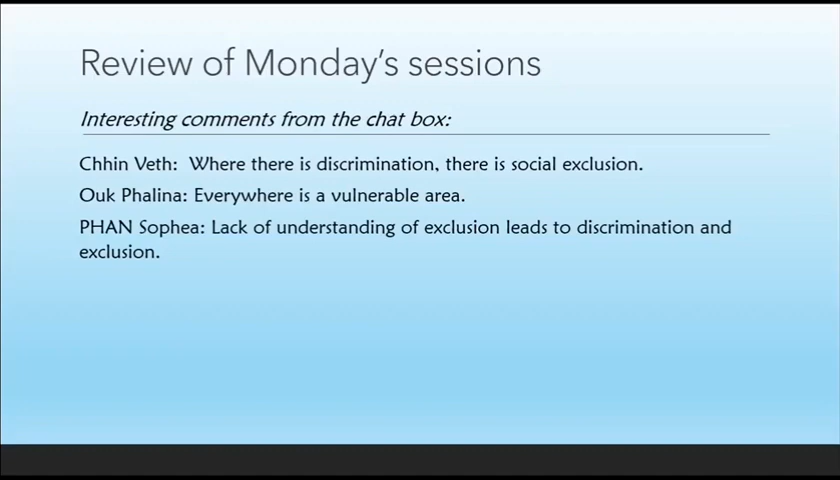 Review of Monday's sessions
Interesting comments from the chat box:
Chhin Veth:  Where there is discrimination, there is social exclusion.
Ouk Phalina: Everywhere is a vulnerable area.
PHAN Sophea: Lack of understanding of exclusion leads to discrimination and
exclusion.